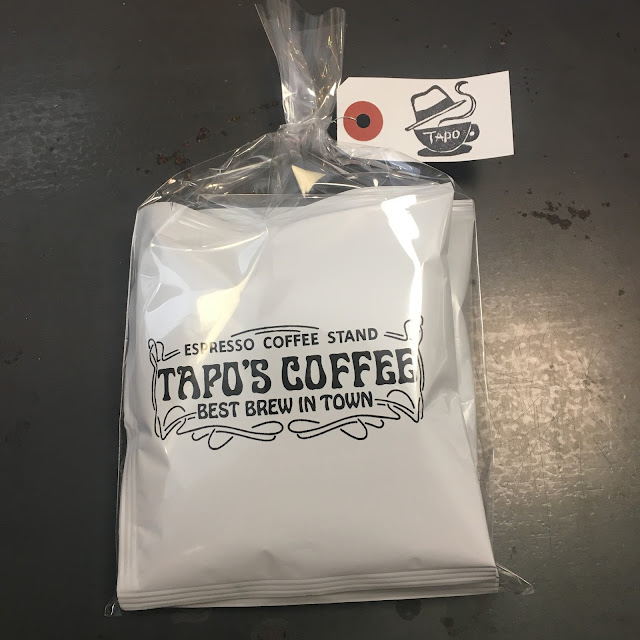 TAPO
ESPRESSO COFFEE STAND
TAPO'S COFFEE
BEST BREW IN TOWN